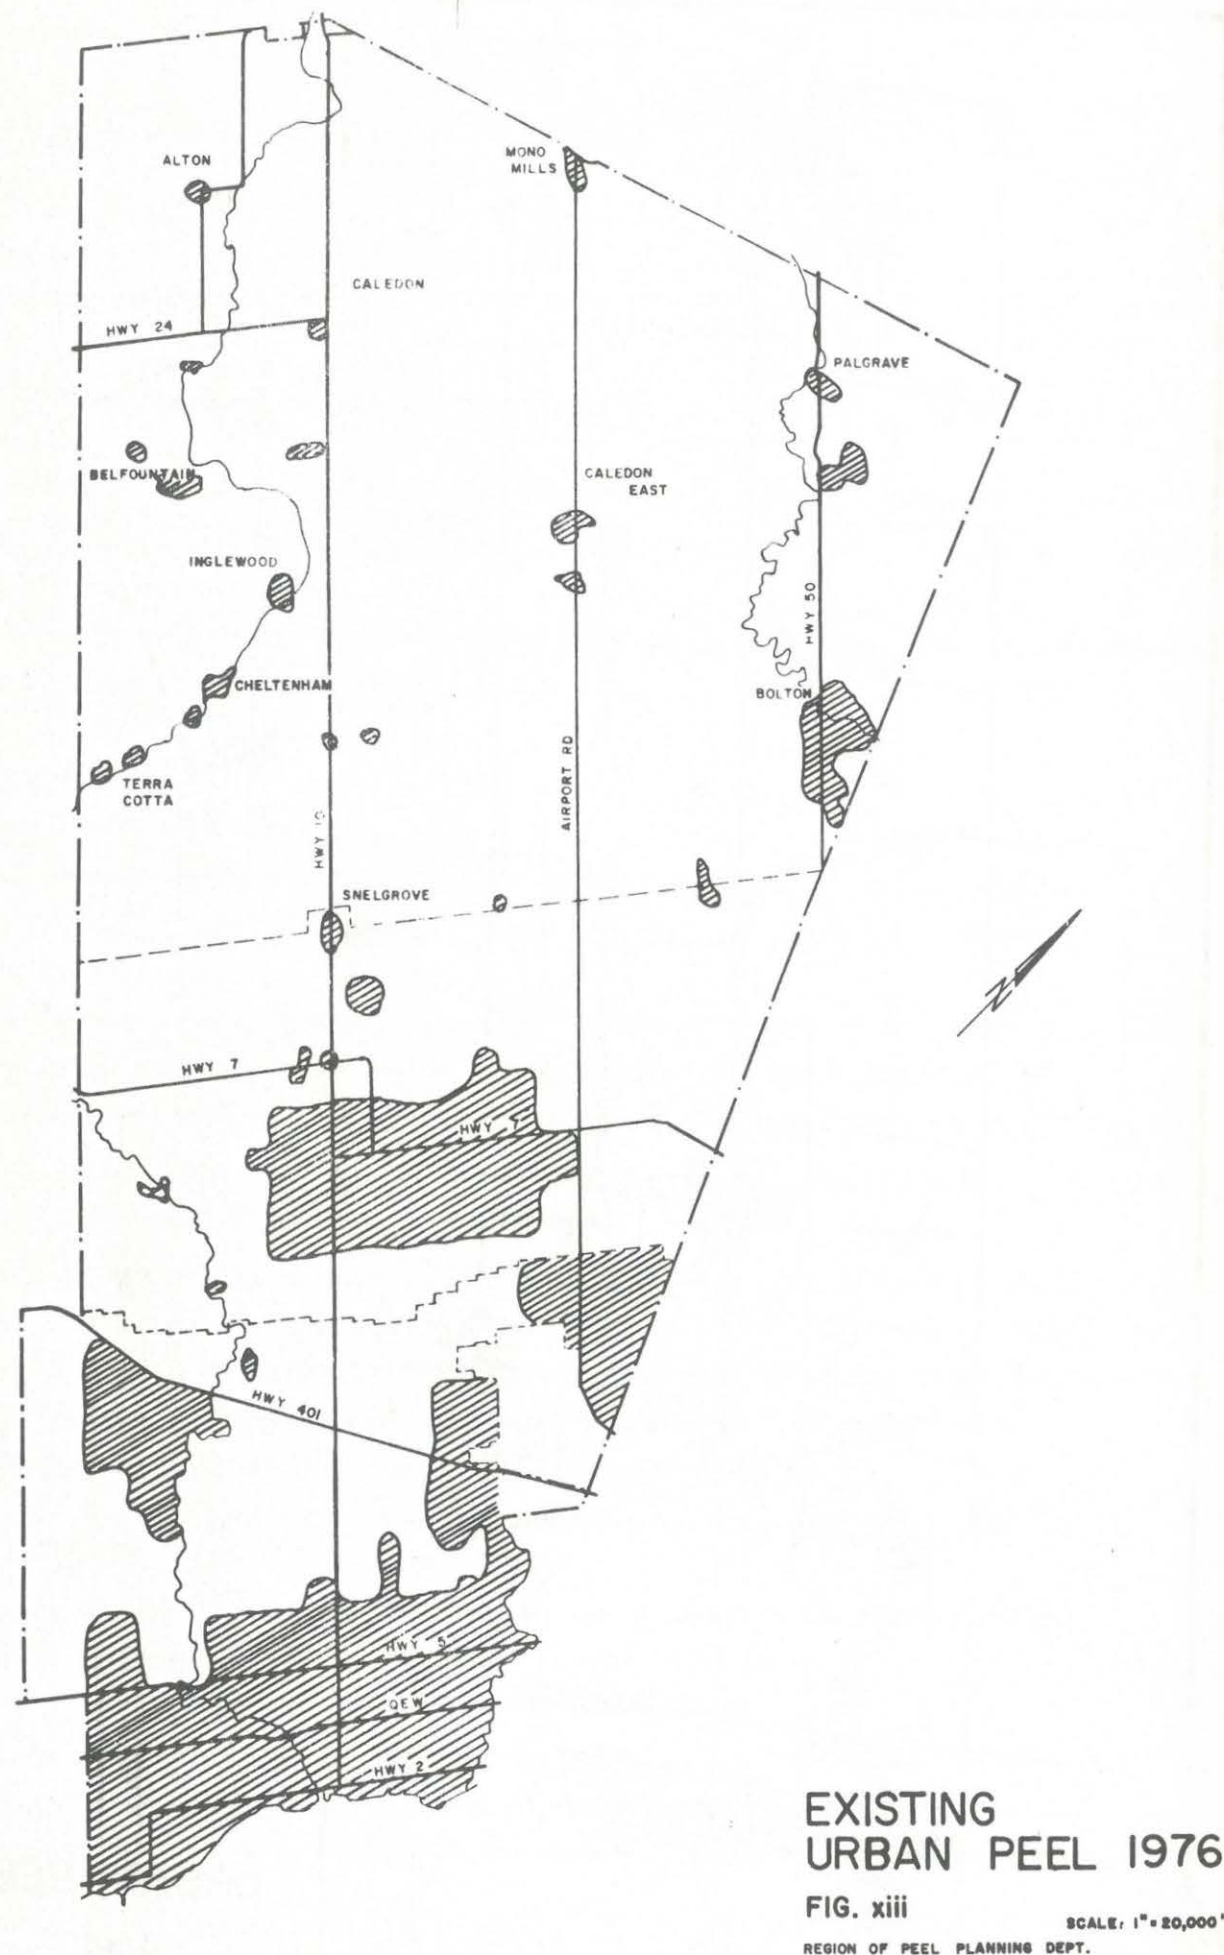 ALTON
MONO
MILLS
CALEDON
HWY 24
PALGRAVE
BELFOUNTAIN
CALEDON
EAST
INGLEWOOD
HWY 50
CHELTENHAM
BOLTON
TERRA
COTTA
AIRPORT RD
HWY 10
SNELGROVE
HWY 7
HWY 7
HWY 401
HWY 5
QEW
HWY 2
EXISTING
URBAN PEEL 1976
FIG. xiii
SCALE: 1" = 20,000'
REGION OF PEEL PLANNING DEPT.